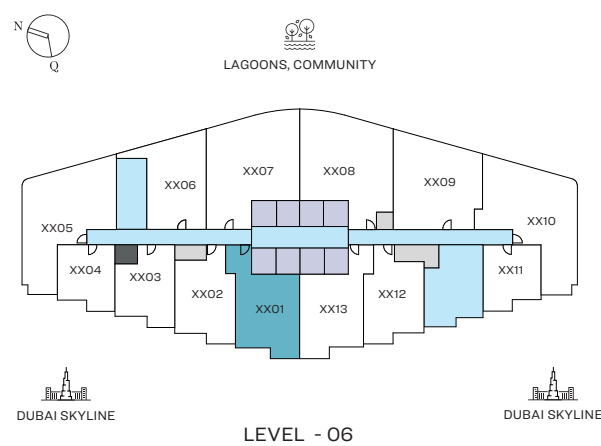 N
Q
LAGOONS, COMMUNITY
XX07
XX08
XX06
XX09
XX05
XX10
XX04
XX03
XX11
XX02
XX12
XX01
XX13
DUBAI SKYLINE
DUBAI SKYLINE
LEVEL - 06